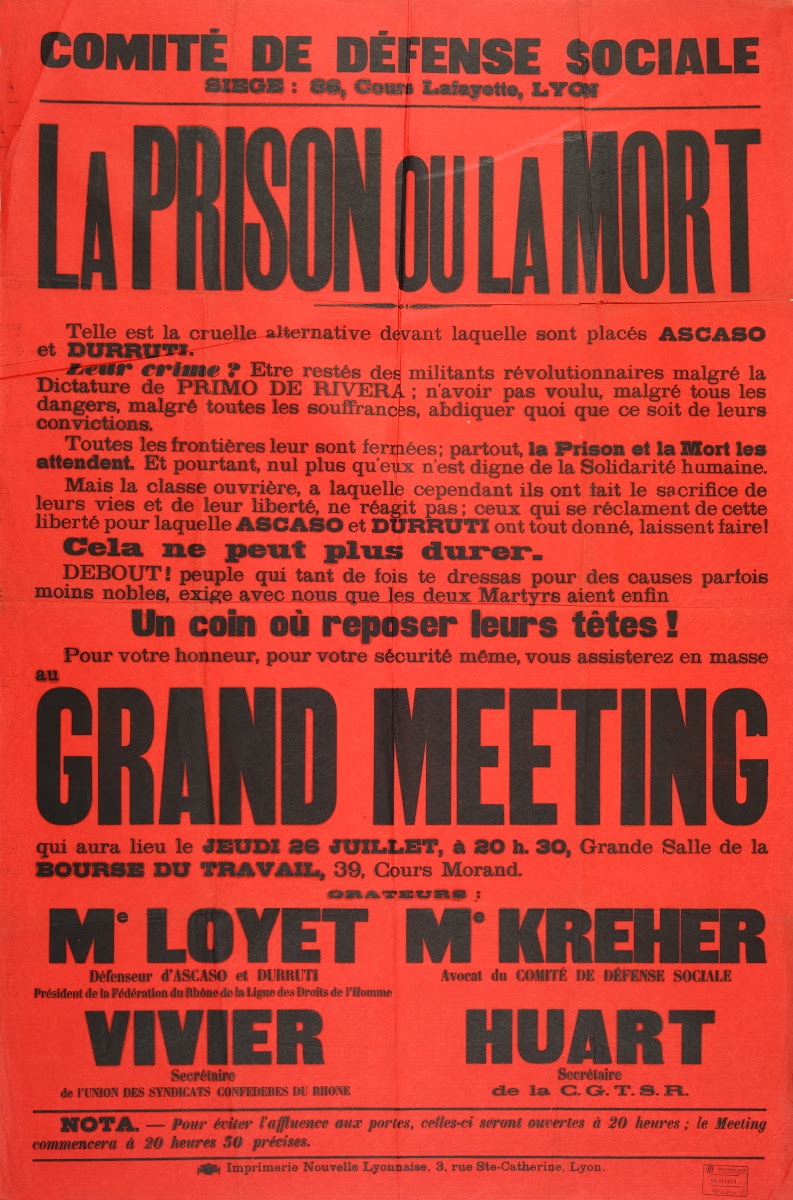 COMITÉ DE DÉFENSE SOCIALE
SIEGE : 86, Cours Lafayette, LYON
LA PRISON OU LA MORT
Telle est la cruelle alternative devant laquelle sont placés ASCASO
et DURRUTI.
Leur crime ? Etre restés des militants révolutionnaires malgré la
Dictature de PRIMO DE RIVERA ; n'avoir pas voulu, malgré tous les
dangers, malgré toutes les souffrances, abdiquer quoi que ce soit de leurs
convictions.
Toutes les frontières leur sont fermées; partout, la Prison et la Mort les
attendent. Et pourtant, nul plus qu'eux n'est digne de la Solidarité humaine.
Mais la classe ouvrière, a laquelle cependant ils ont fait le sacrifice de
leurs vies et de leur liberté, ne réagit pas ; ceux qui se réclament de cette
liberté pour laquelle ASCASO et DURRUTI ont tout donné, laissent faire!
Cela ne peut plus durer.
DEBOUT! peuple qui tant de fois te dressas pour des causes parfois
moins nobles, exige avec nous que les deux Martyrs aient enfin
Un coin où reposer leurs têtes !
Pour votre honneur, pour votre sécurité même, vous assisterez en masse
au
GRAND MEETING
qui aura lieu le JEUDI 26 JUILLET, à 20 h. 30, Grande Salle de la
BOURSE DU TRAVAIL, 39, Cours Morand.
ORATEURS :
Me LOYET Me KREHER
Défenseur d'ASCASO et DURRUTI Avocat du COMITÉ DE DÉFENSE SOCIALE
Président de la Fédération du Rhône de la Ligue des Droits de l'Homme
VIVIER HUART
Secrétaire Secrétaire
de l'UNION DES SYNDICATS CONFEDERES DU RHONE de la C. G. T. S. R.
NOTA. — Pour éviter l'affluence aux portes, celles-ci seront ouvertes à 20 heures ; le Meeting
commencera à 20 heures 30 précises.
Imprimerie Nouvelle Lyonnaise, 3, rue Ste-Catherine, Lyon.